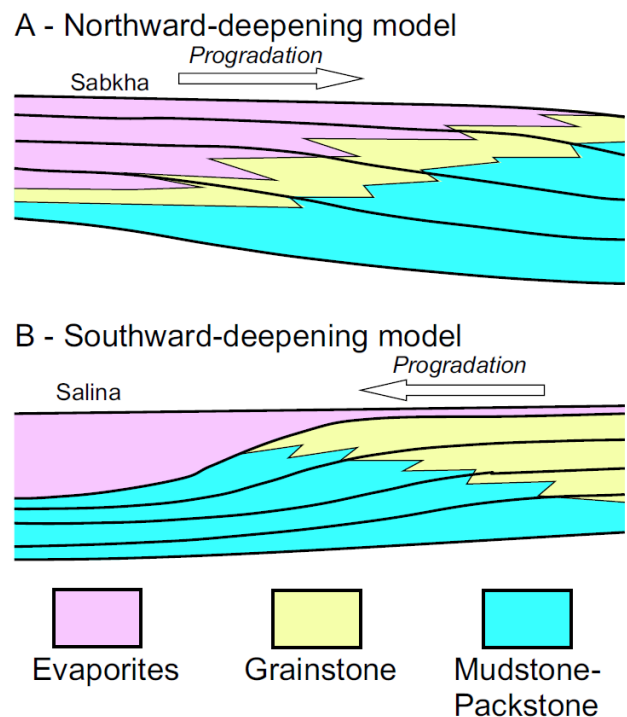 A - Northward-deepening model
Progradation
Sabkha
B - Southward-deepening model
Progradation
Salina
Evaporites
Grainstone
Mudstone-
Packstone